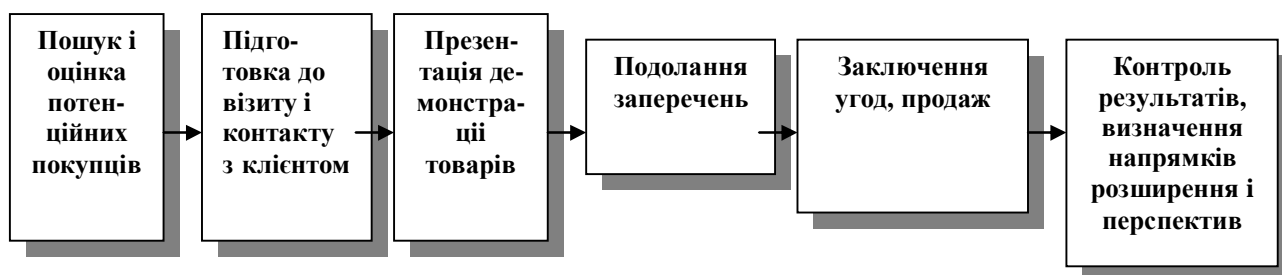 Пошук і
оцінка
потен-
ційних
покупців
Підго-
товка до
візиту і
контакту
з клієнтом
Презен-
тація де-
монстра-
ції
товарів
Подолання
заперечень
Заключення
угод, продаж
Контроль
результатів,
визначення
напрямків
розширення і
перспектив